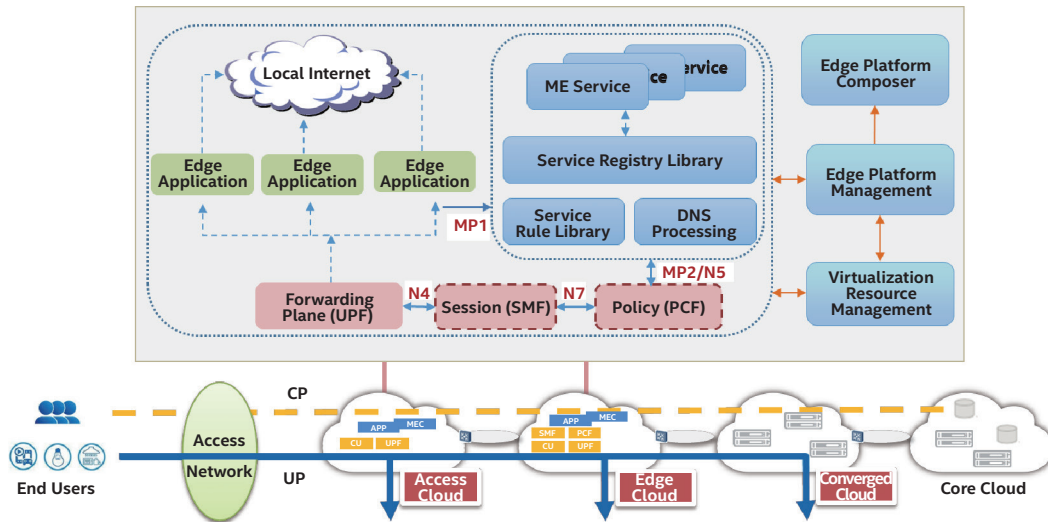 Local Internet
ME Service
ice
service
Edge Platform
Composer
Edge
Application
Edge
Application
Edge
Application
Service Registry Library
Edge Platform
Management
MP1
Service
Rule Library
DNS
Processing
MP2/N5
Forwarding
Plane (UPF)
N4
Session (SMF)
N7
Policy (PCF)
Virtualization
Resource
Management
CP
APP
MEC
CU
UPF
APP
MEC
SMF
PCF
CU
UPF
Access
Network
End Users
UP
Access
Cloud
Edge
Cloud
Converged
Cloud
Core Cloud